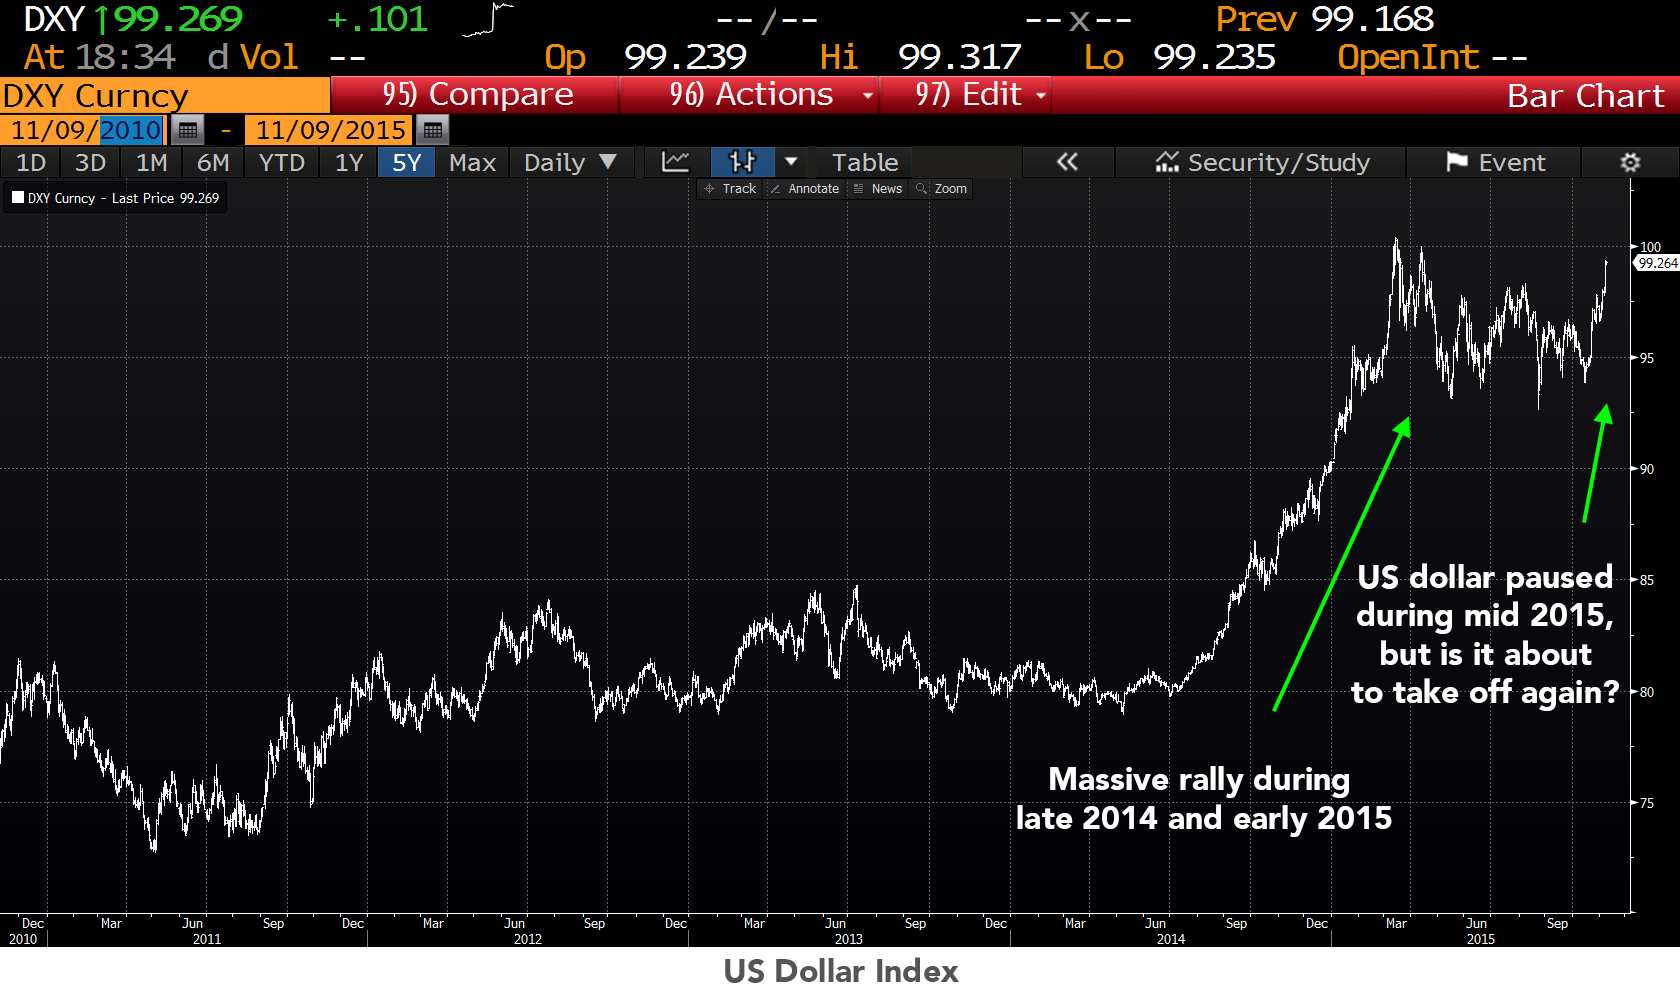 DXY ↑99.269 +.101 --/-- --x-- Prev 99.168
At 18:34 d Vol -- Op 99.239 Hi 99.317 Lo 99.235 OpenInt --
DXY Curncy 95) Compare 96) Actions 97) Edit Bar Chart
11/09/2010 - 11/09/2015
1D 3D 1M 6M YTD 1Y 5Y Max Daily ▼ Table « Security/Study Event
Track Annotate News Zoom
DXY Curncy - Last Price 99.269
100
99.264
95
90
85
80
75
US dollar paused
during mid 2015,
but is it about
to take off again?
Massive rally during
late 2014 and early 2015
Dec Mar Jun Sep Dec Mar Jun Sep Dec Mar Jun Sep Dec Mar Jun Sep Dec Mar Jun Sep
2010 2011 2012 2013 2014 2015
US Dollar Index